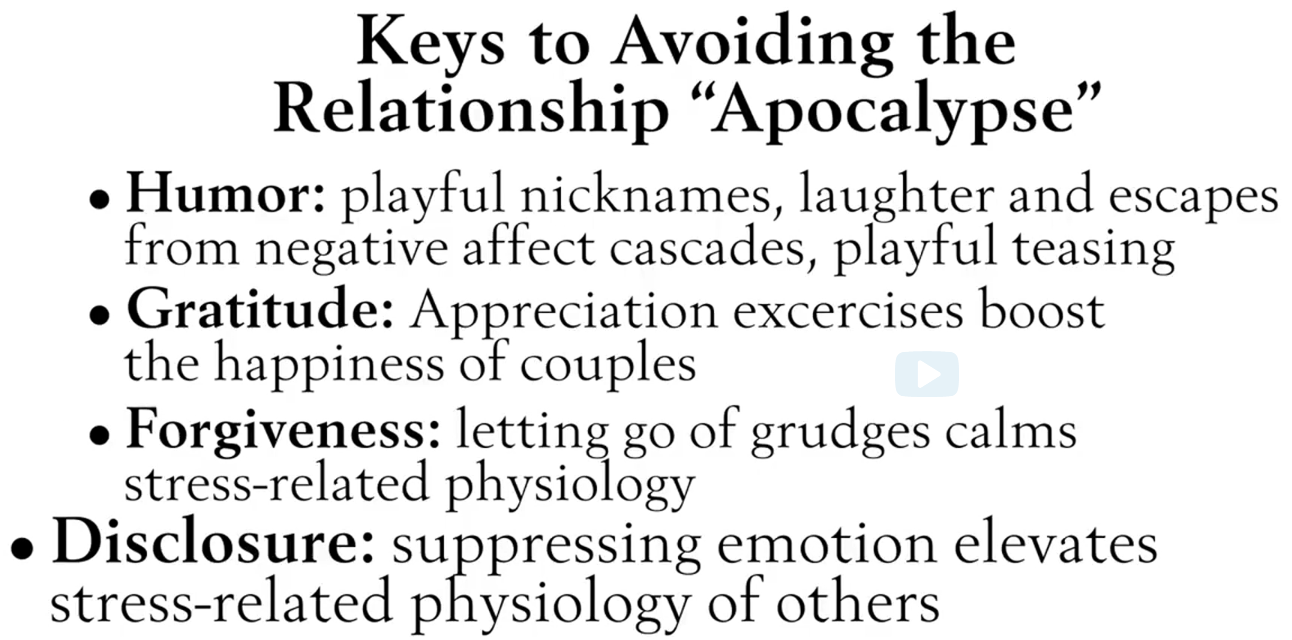 Keys to Avoiding the
Relationship “Apocalypse”
• Humor: playful nicknames, laughter and escapes
from negative affect cascades, playful teasing
• Gratitude: Appreciation excercises boost
the happiness of couples
• Forgiveness: letting go of grudges calms
stress-related physiology
• Disclosure: suppressing emotion elevates
stress-related physiology of others